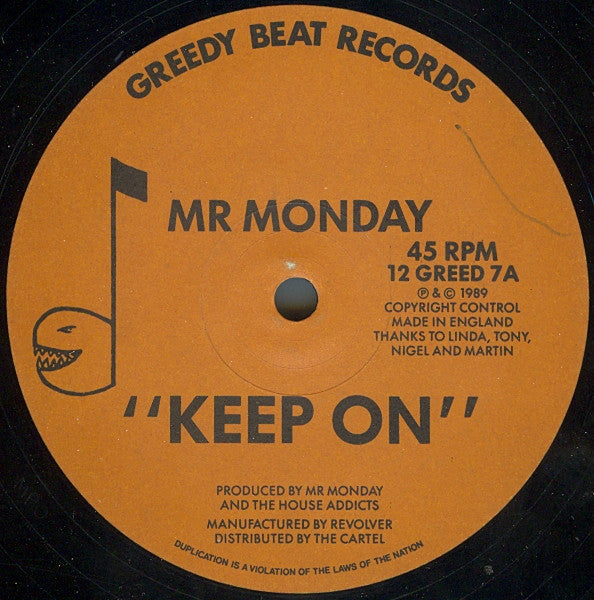 GREEDY BEAT RECORDS
MR MONDAY
45 RPM
12 GREED 7A
℗ & © 1989
COPYRIGHT CONTROL
MADE IN ENGLAND
THANKS TO LINDA, TONY,
NIGEL AND MARTIN
"KEEP ON"
PRODUCED BY MR MONDAY
AND THE HOUSE ADDICTS
MANUFACTURED BY REVOLVER
DISTRIBUTED BY THE CARTEL
DUPLICATION IS A VIOLATION OF THE LAWS OF THE NATION